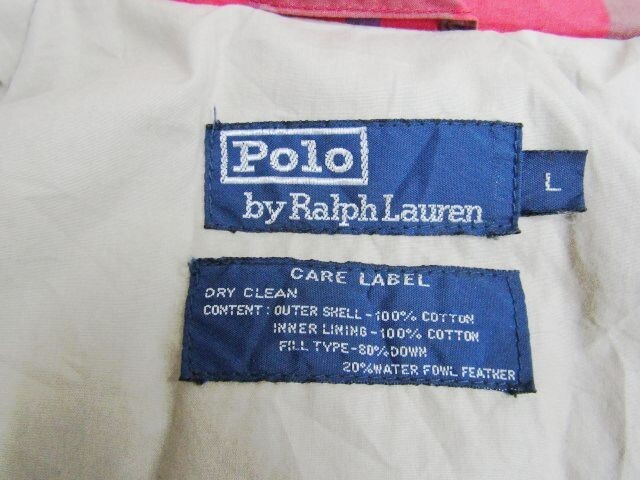 Polo
by Ralph Lauren
L
CARE LABEL
DRY CLEAN
CONTENT: OUTER SHELL-100% COTTON
INNER LINING-100% COTTON
FILL TYPE-80% DOWN
20% WATER FOWL FEATHER